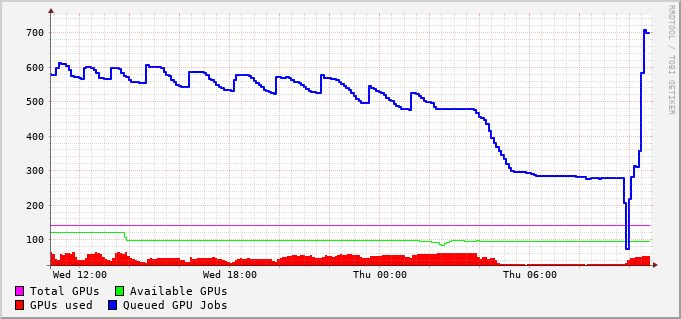 700
600
500
400
300
200
100
Wed 12:00 Wed 18:00 Thu 00:00 Thu 06:00
Total GPUs Available GPUs
GPUs used Queued GPU Jobs
RRDTOOL / TOBI OETIKER